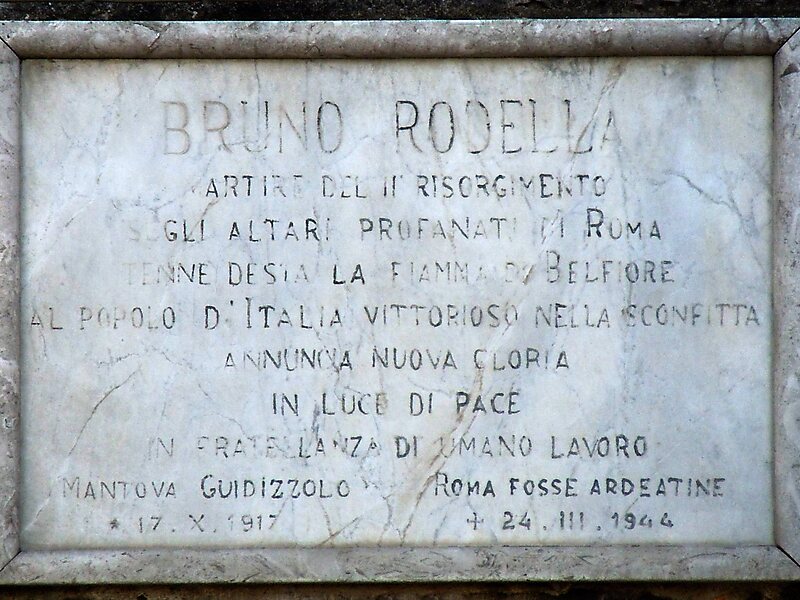 BRUNO RODELLA
MARTIRE DEL II RISORGIMENTO
SUGLI ALTARI PROFANATI DI ROMA
TENNE DESTA LA FIAMMA DI BELFIORE
AL POPOLO D'ITALIA VITTORIOSO NELLA SCONFITTA
ANNUNCIA NUOVA GLORIA
IN LUCE DI PACE
IN FRATELLANZA DI UMANO LAVORO
MANTOVA GUIDIZZOLO ROMA FOSSE ARDEATINE
* 17. X. 1917 + 24. III. 1944